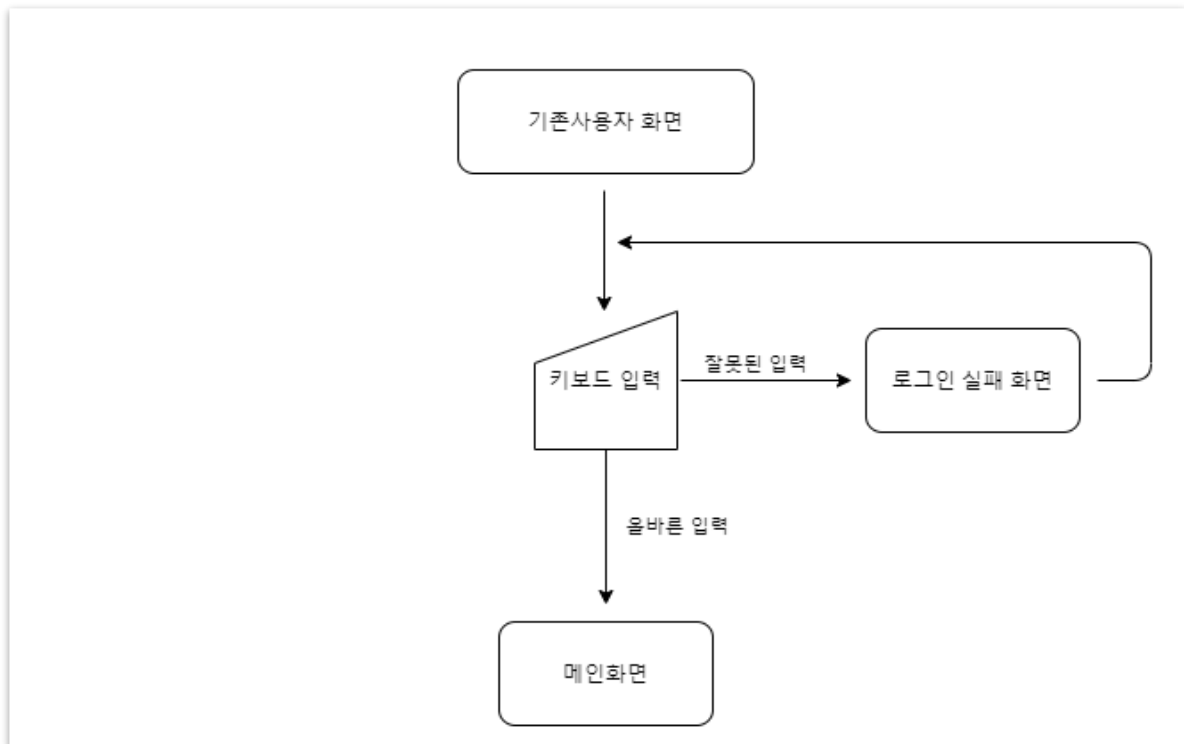 기존사용자 화면
키보드 입력
잘못된 입력
로그인 실패 화면
올바른 입력
메인화면